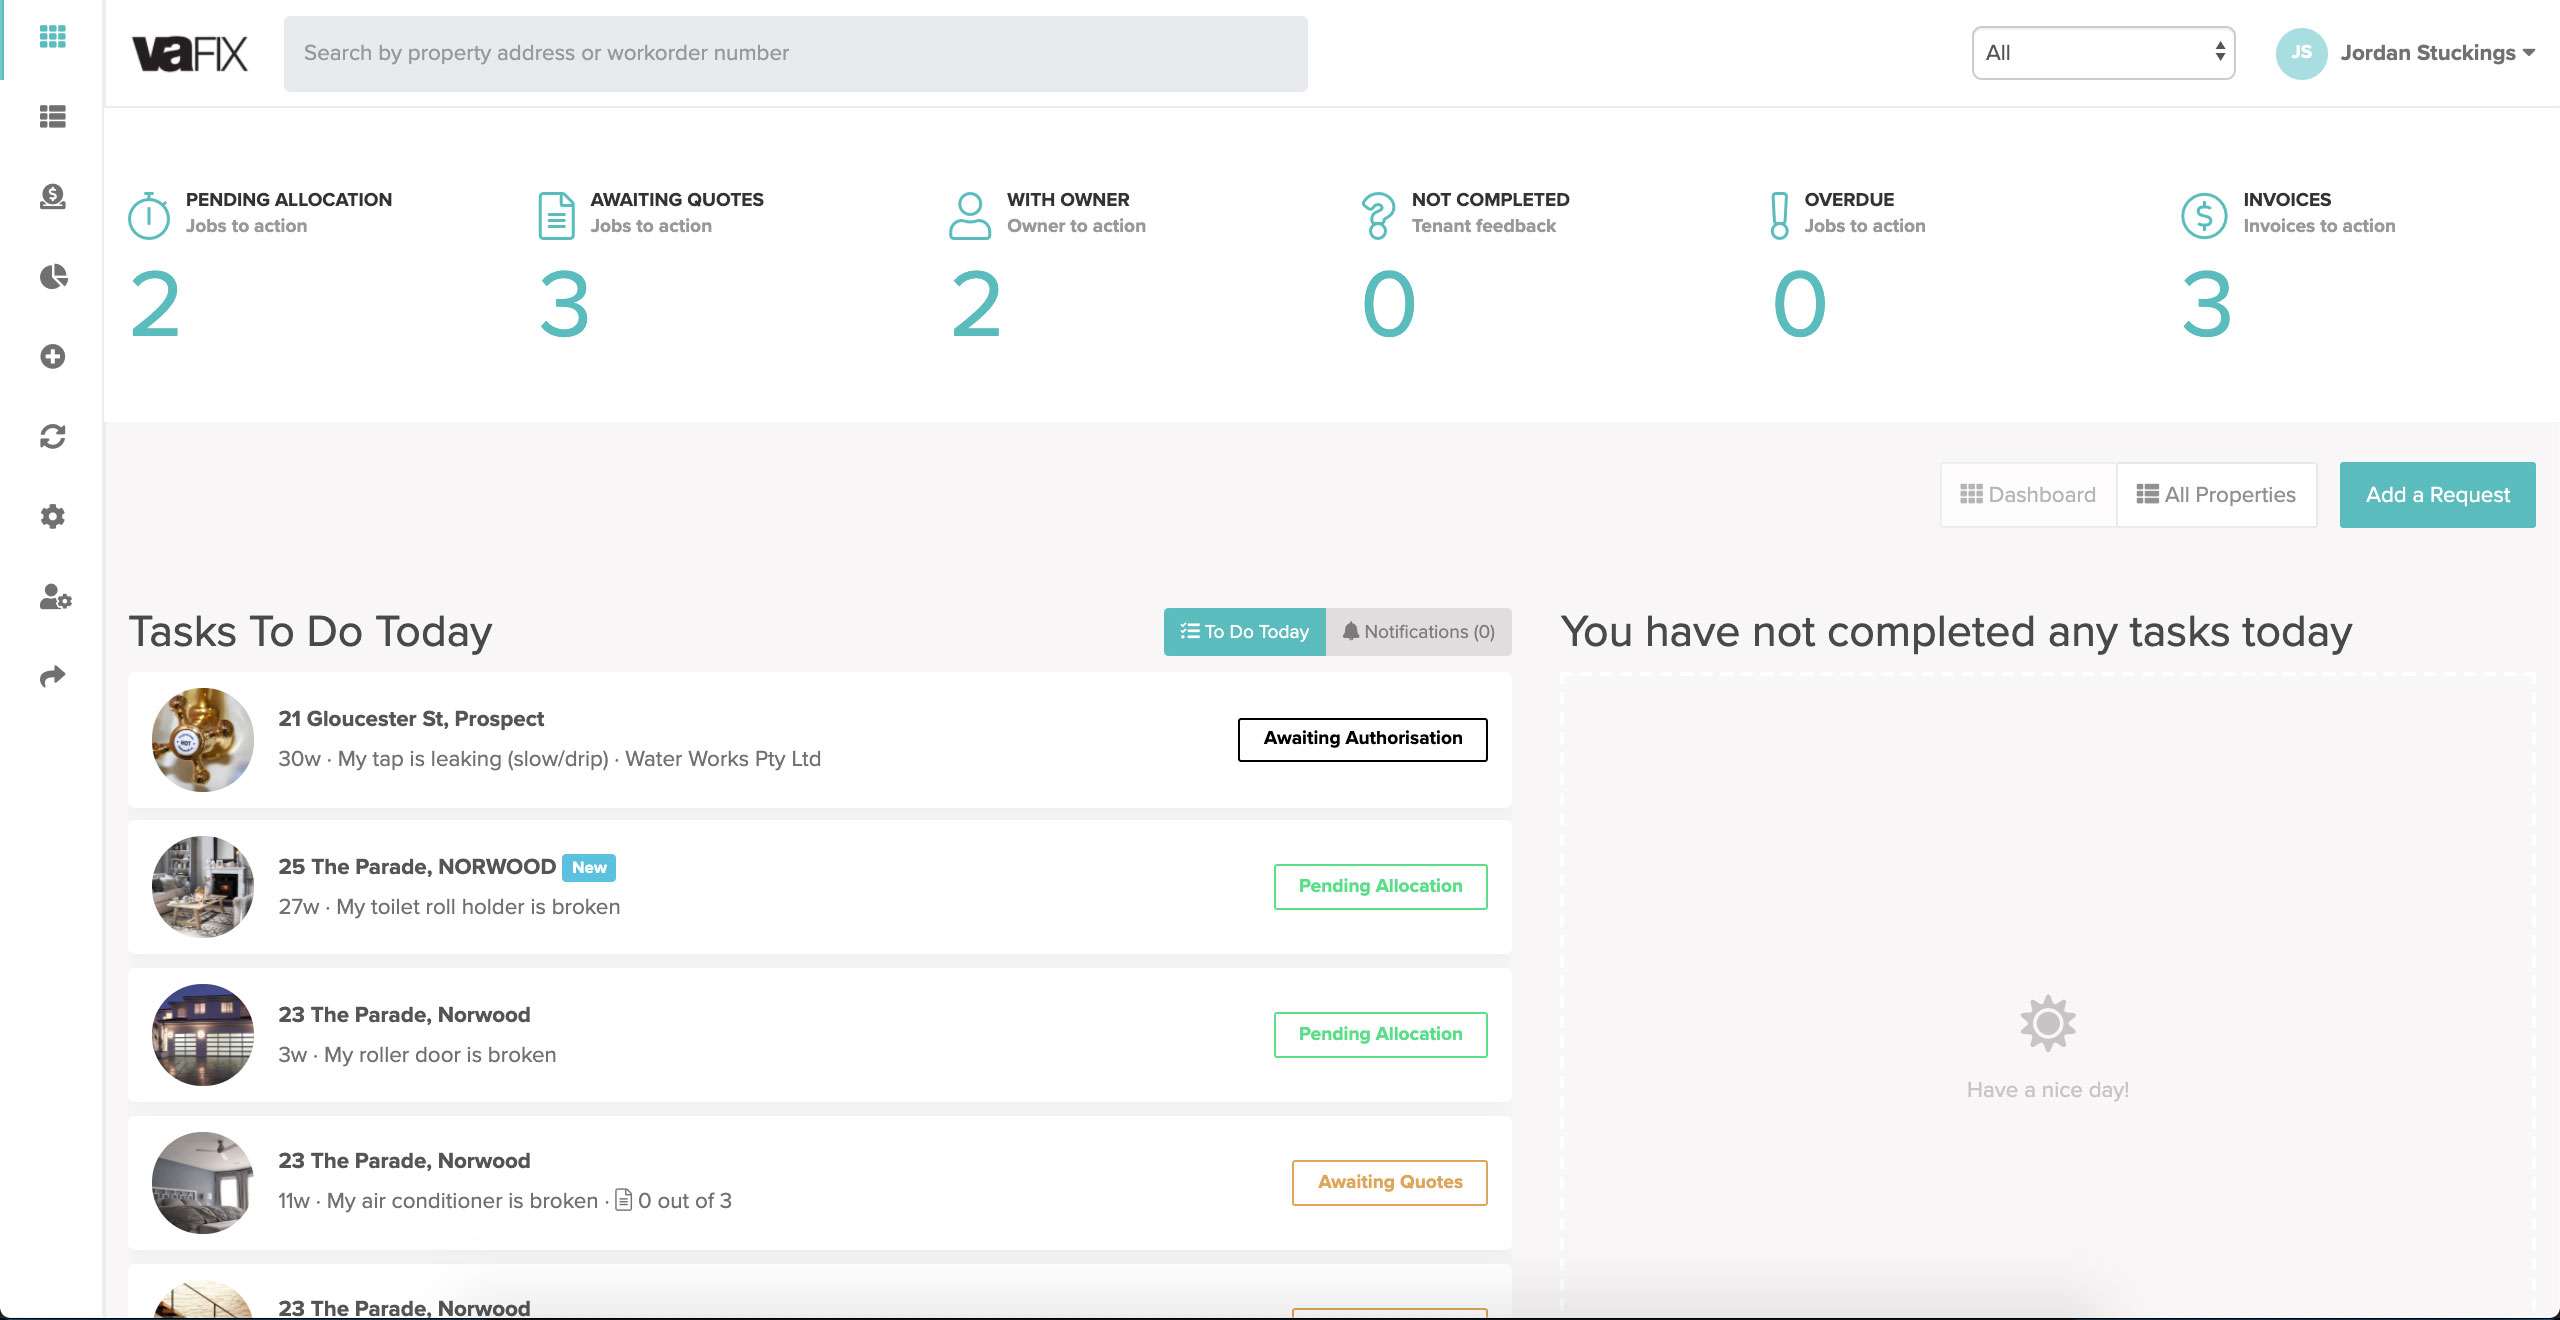 vaFIX
Search by property address or workorder number
All
JS
Jordan Stuckings
PENDING ALLOCATION
Jobs to action
2
AWAITING QUOTES
Jobs to action
3
WITH OWNER
Owner to action
2
NOT COMPLETED
Tenant feedback
0
OVERDUE
Jobs to action
0
INVOICES
Invoices to action
3
Dashboard
All Properties
Add a Request
Tasks To Do Today
To Do Today
Notifications (0)
21 Gloucester St, Prospect
30w · My tap is leaking (slow/drip) · Water Works Pty Ltd
Awaiting Authorisation
25 The Parade, NORWOOD New
27w · My toilet roll holder is broken
Pending Allocation
23 The Parade, Norwood
3w · My roller door is broken
Pending Allocation
23 The Parade, Norwood
11w · My air conditioner is broken · 0 out of 3
Awaiting Quotes
23 The Parade, Norwood
You have not completed any tasks today
Have a nice day!